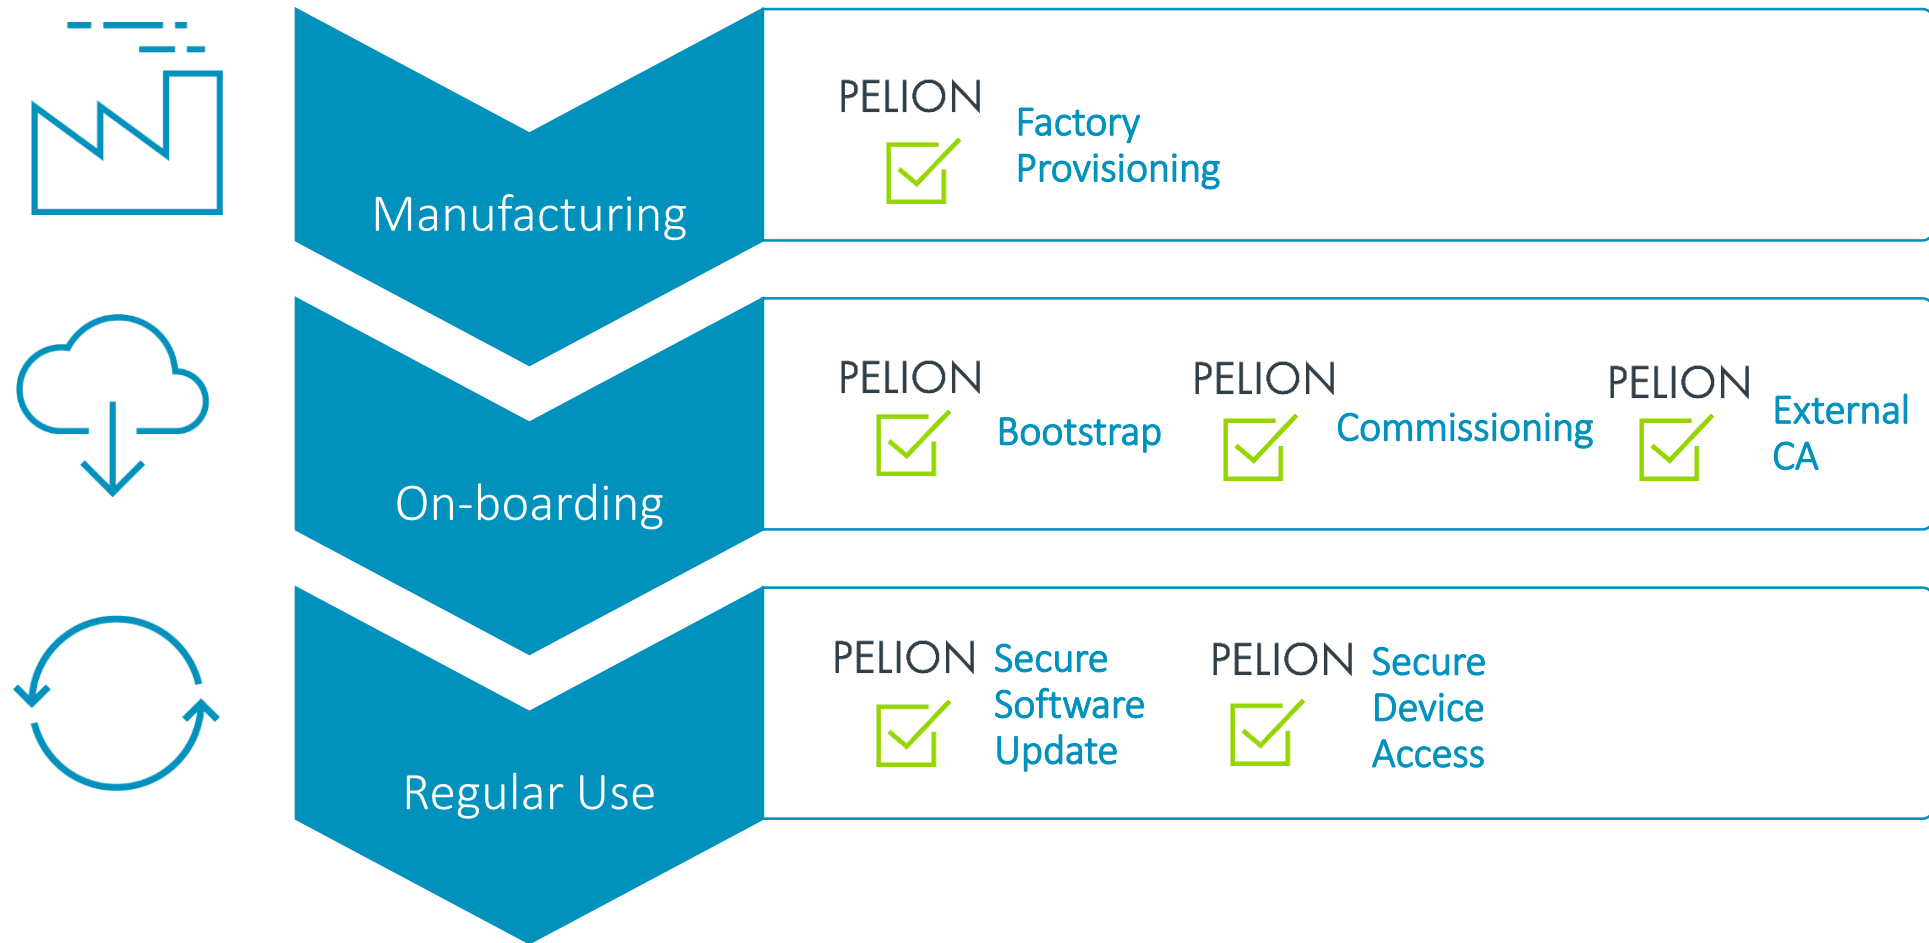 Manufacturing
PELION
Factory
Provisioning
On-boarding
PELION
Bootstrap
PELION
Commissioning
PELION
External
CA
Regular Use
PELION
Secure
Software
Update
PELION
Secure
Device
Access